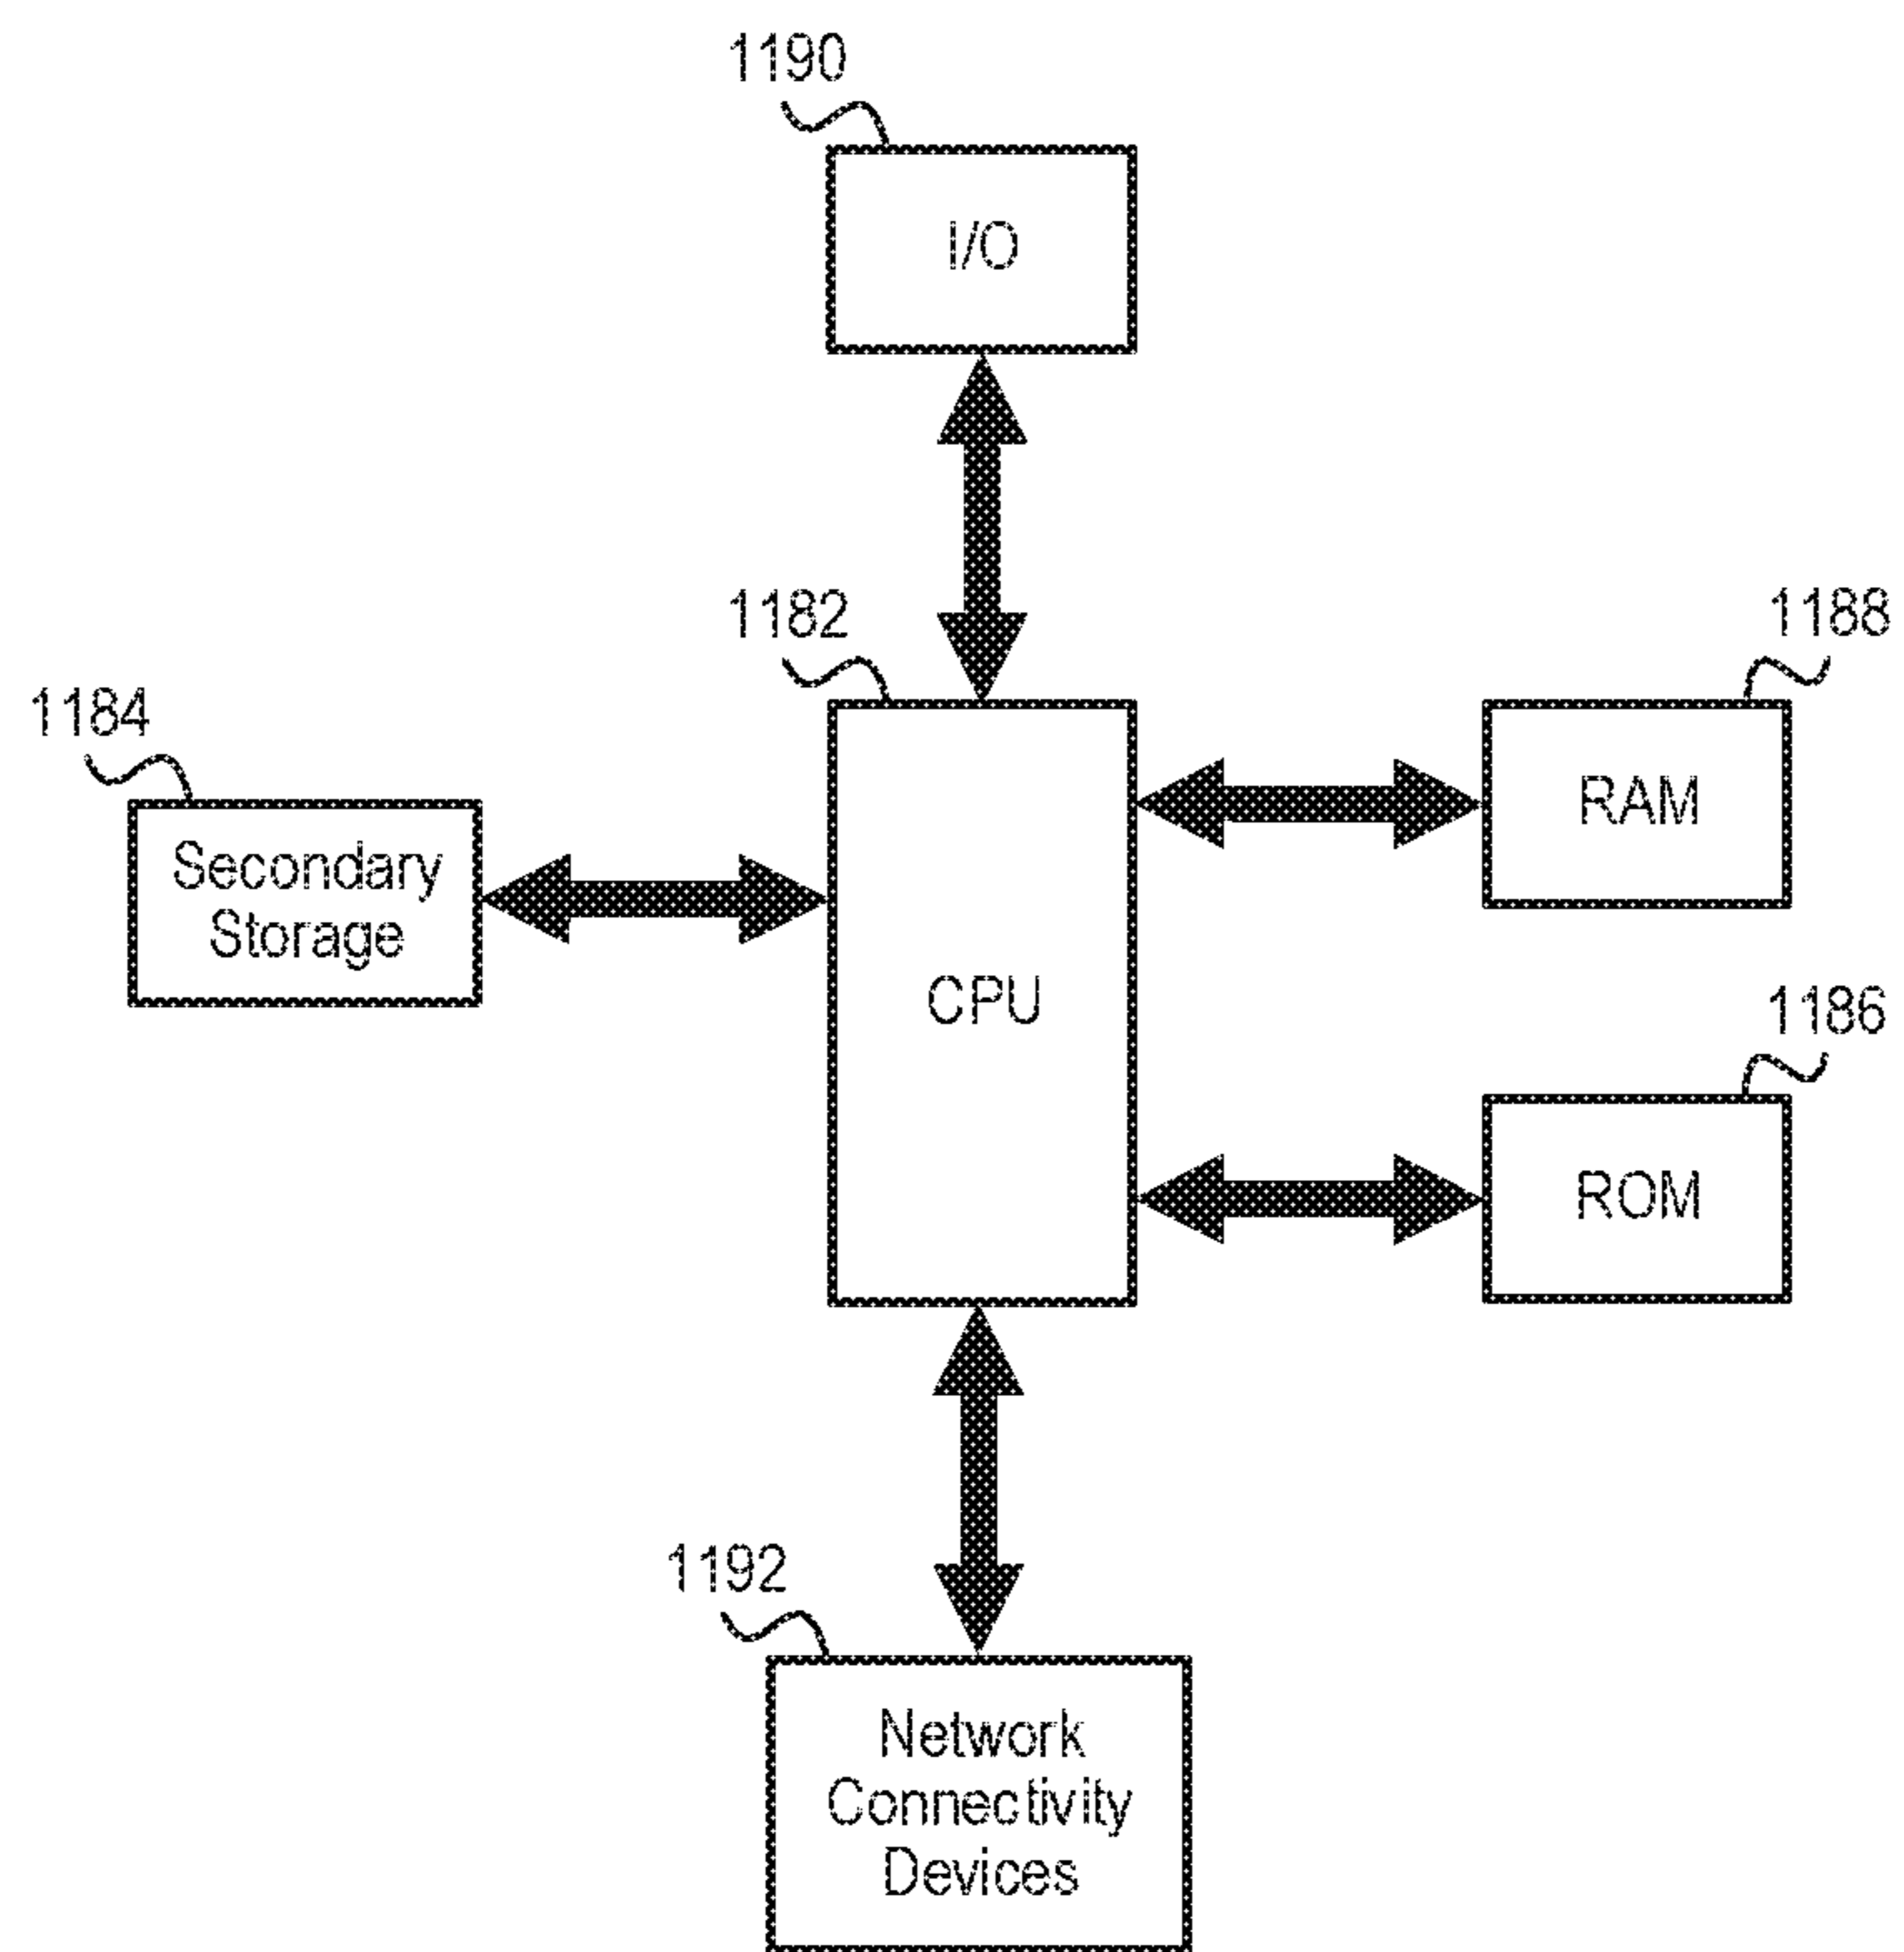 1190
I/O
1182
1188
1184
RAM
Secondary
Storage
CPU
1186
ROM
1192
Network
Connectivity
Devices